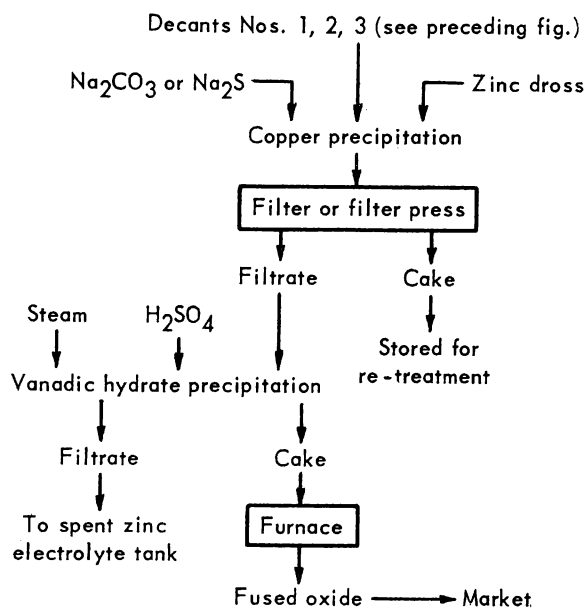 Decants Nos. 1, 2, 3 (see preceding fig.)
Na2CO3 or Na2S
Zinc dross
Copper precipitation
Filter or filter press
Filtrate
Cake
Steam
H2SO4
Stored for
re-treatment
Vanadic hydrate precipitation
Filtrate
Cake
To spent zinc
electrolyte tank
Furnace
Fused oxide
Market